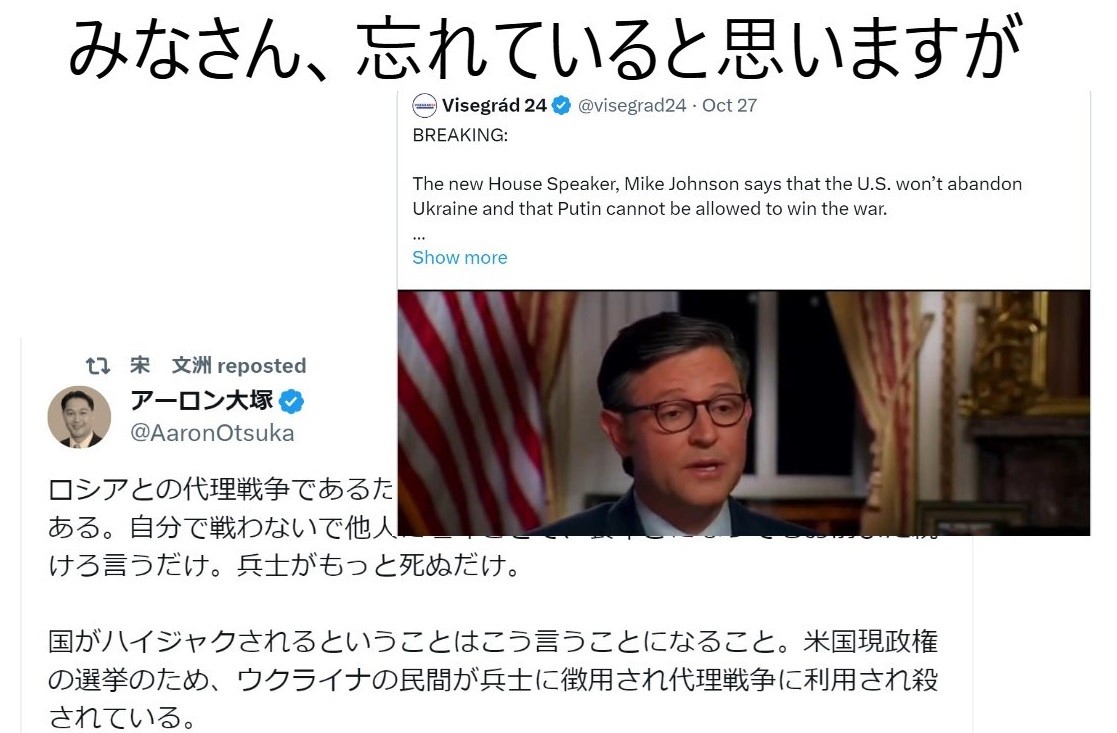 みなさん、忘れていると思いますが
Visegrád 24 @visegrad24 · Oct 27
BREAKING:
The new House Speaker, Mike Johnson says that the U.S. won't abandon
Ukraine and that Putin cannot be allowed to win the war.
...
Show more
宋 文洲 reposted
アーロン大塚
@AaronOtsuka
ロシアとの代理戦争であるた
ある。自分で戦わないで他人
けろ言うだけ。兵士がもっと死ぬだけ。
国がハイジャクされるということはこう言うことになること。米国現政権
の選挙のため、ウクライナの民間が兵士に徴用され代理戦争に利用され殺
されている。